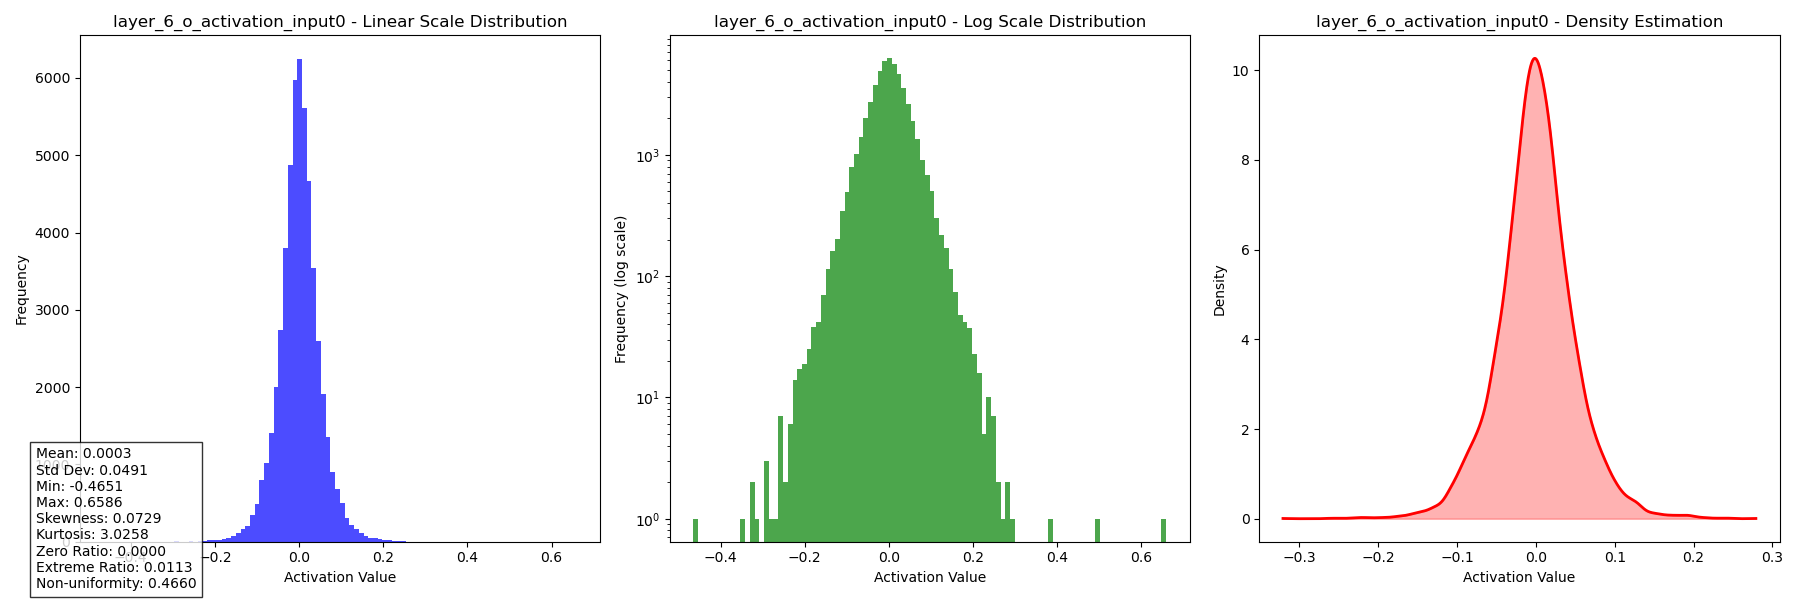 layer_6_o_activation_input0 - Linear Scale Distribution
6000
5000
4000
3000
2000
1000
0
Frequency
−0.4
−0.2
0.0
0.2
0.4
0.6
Activation Value
Mean: 0.0003
Std Dev: 0.0491
Min: -0.4651
Max: 0.6586
Skewness: 0.0729
Kurtosis: 3.0258
Zero Ratio: 0.0000
Extreme Ratio: 0.0113
Non-uniformity: 0.4660
layer_6_o_activation_input0 - Log Scale Distribution
10³
10²
10¹
10⁰
Frequency (log scale)
−0.4
−0.2
0.0
0.2
0.4
0.6
Activation Value
layer_6_o_activation_input0 - Density Estimation
10
8
6
4
2
0
Density
−0.3
−0.2
−0.1
0.0
0.1
0.2
0.3
Activation Value